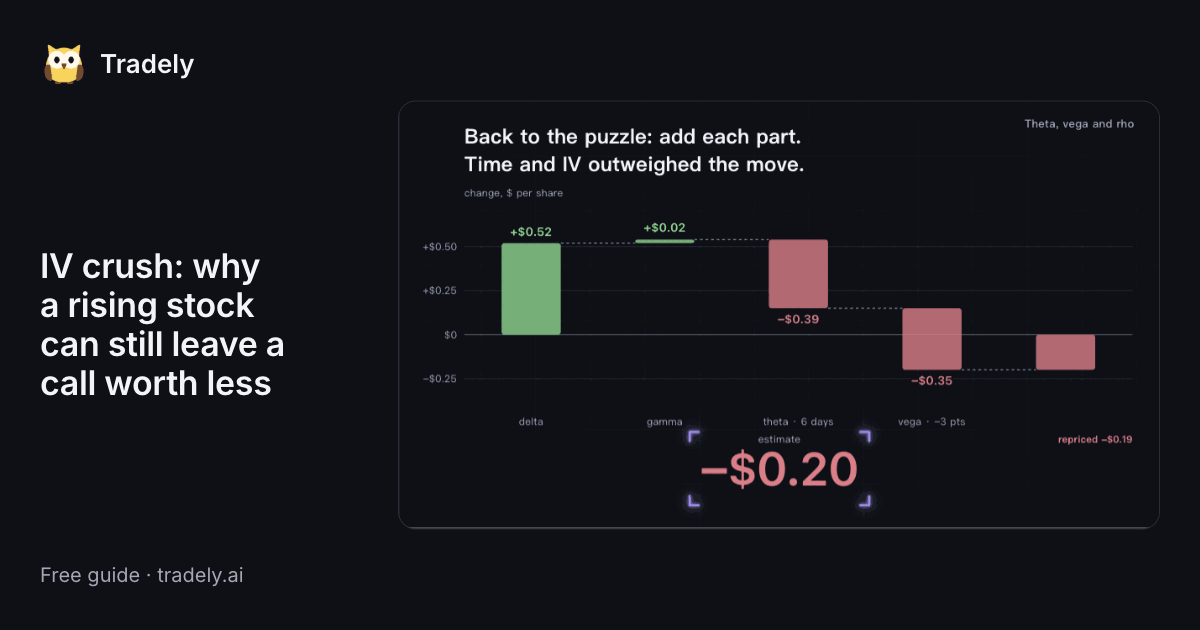 Tradely
IV crush: why
a rising stock
can still leave a
call worth less
Free guide · tradely.ai
Theta, vega and rho
Back to the puzzle: add each part.
Time and IV outweighed the move.
change, $ per share
+$0.50
+$0.25
$0
−$0.25
+$0.52
+$0.02
−$0.39
−$0.35
delta
gamma
theta · 6 days
vega · −3 pts
estimate
−$0.20
repriced −$0.19